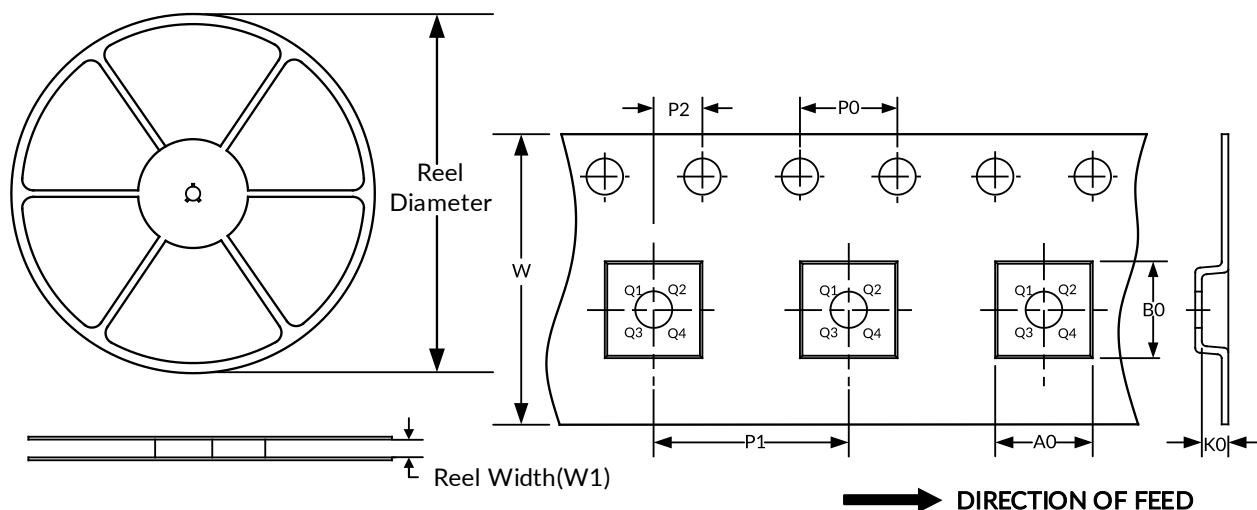 Reel
Diameter
Reel Width(W1)
P2
P0
W
Q1 Q2
Q3 Q4
Q1 Q2
Q3 Q4
Q1 Q2
Q3 Q4
B0
P1
A0
K0
DIRECTION OF FEED